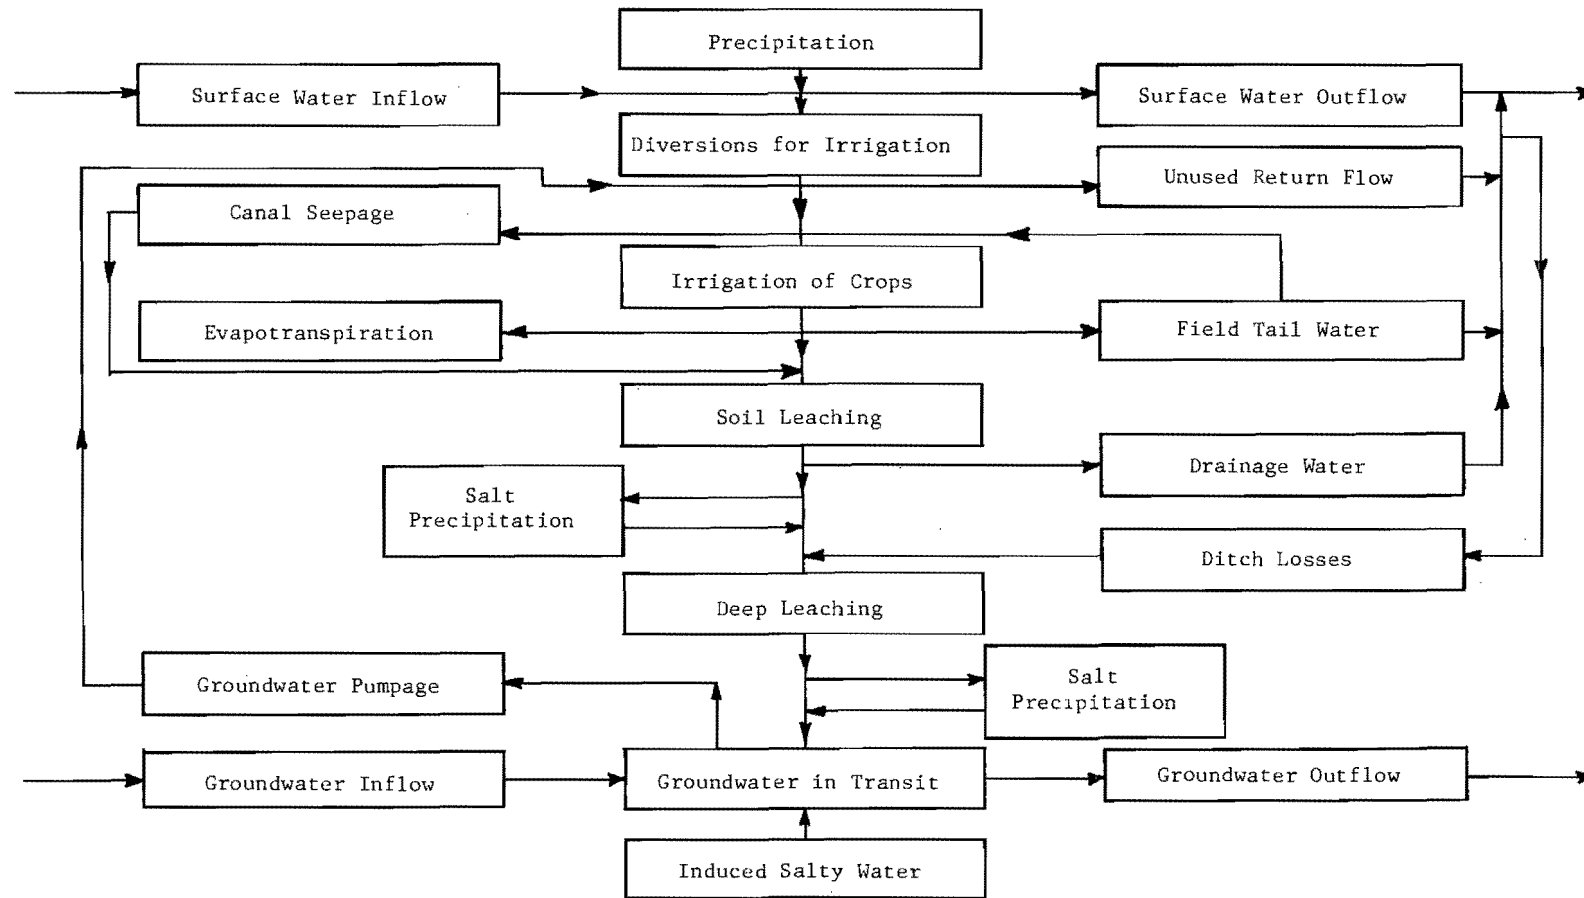 Precipitation
Surface Water Inflow
Surface Water Outflow
Diversions for Irrigation
Unused Return Flow
Canal Seepage
Irrigation of Crops
Evapotranspiration
Field Tail Water
Soil Leaching
Drainage Water
Salt
Precipitation
Ditch Losses
Deep Leaching
Groundwater Pumpage
Salt
Precipitation
Groundwater Inflow
Groundwater in Transit
Groundwater Outflow
Induced Salty Water